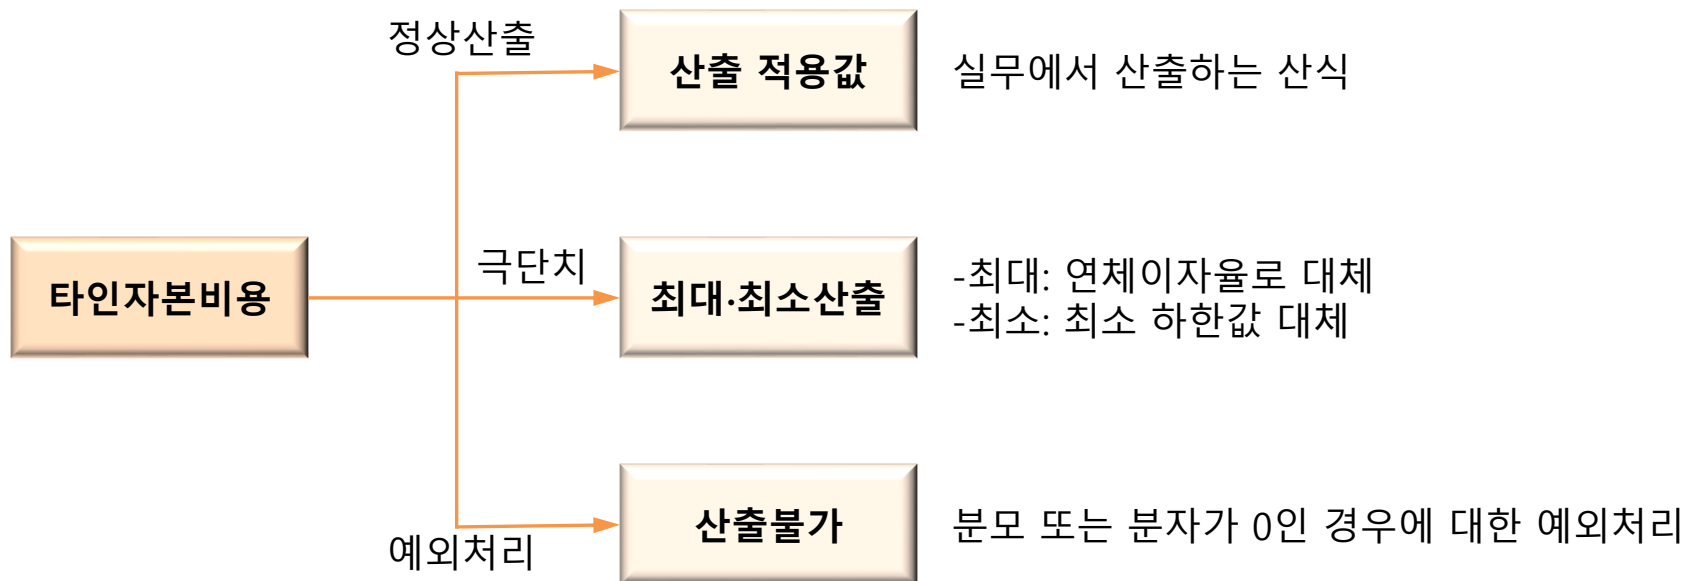 정상산출
산출 적용값
실무에서 산출하는 산식
타인자본비용
극단치
최대·최소산출
-최대: 연체이자율로 대체
-최소: 최소 하한값 대체
예외처리
산출불가
분모 또는 분자가 0인 경우에 대한 예외처리